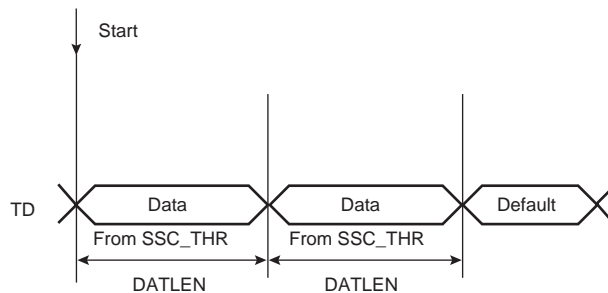 Start
TD
Data
Data
Default
From SSC_THR
From SSC_THR
DATLEN
DATLEN